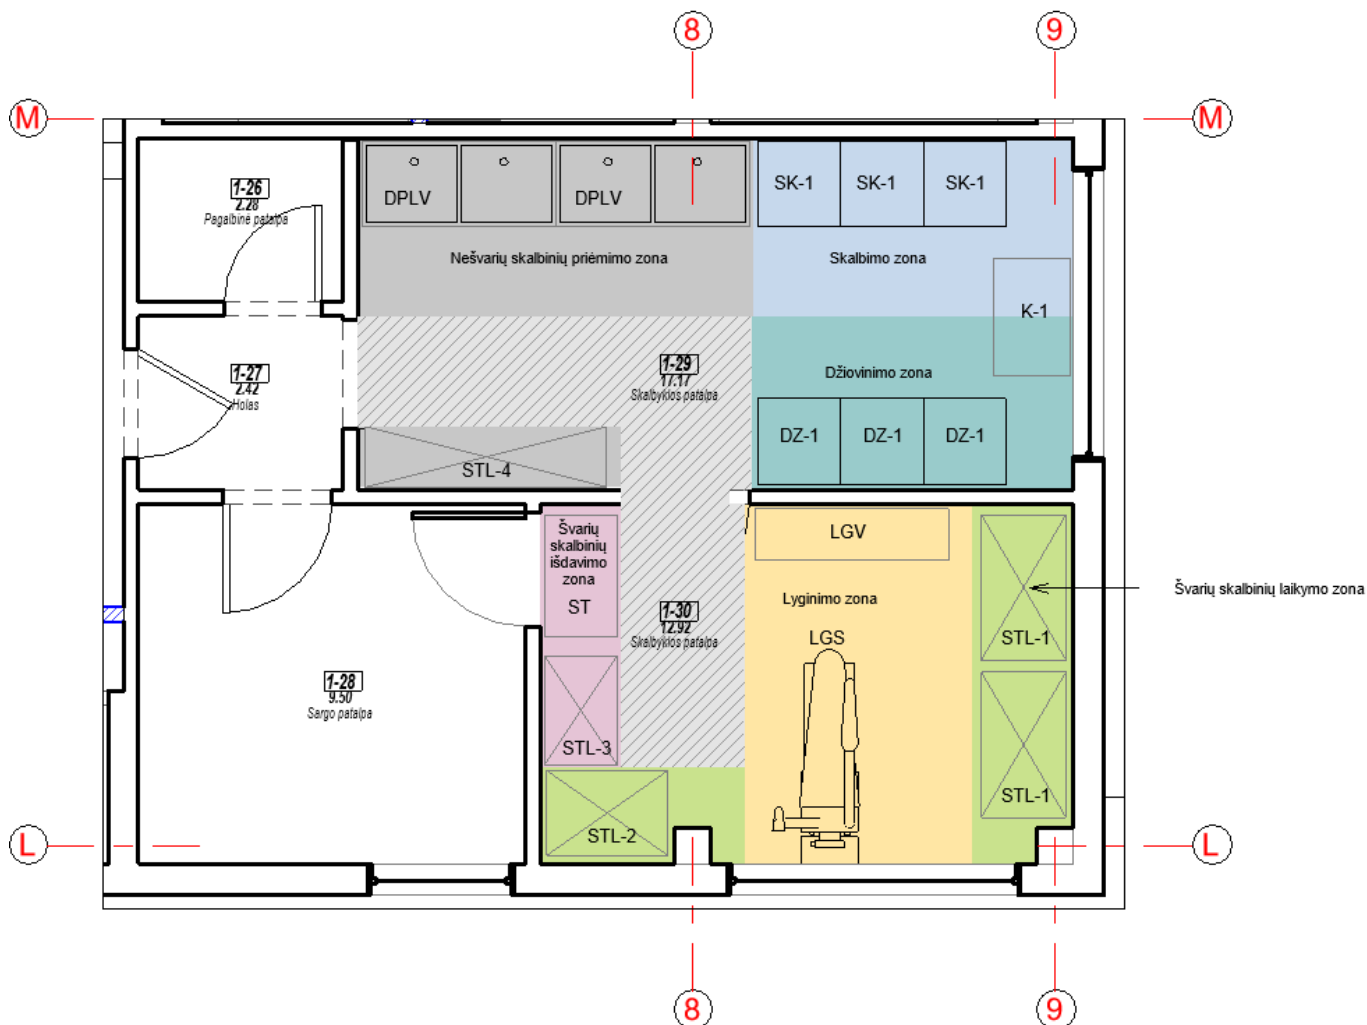 8
9
M
M
1-26
2.28
Pagalbinė patalpa
DPLV
DPLV
SK-1
SK-1
SK-1
Nešvarių skalbinių priėmimo zona
Skalbimo zona
K-1
1-27
2.42
Holas
1-29
17.17
Skalbyklos patalpa
Džiovinimo zona
DZ-1
DZ-1
DZ-1
STL-4
Švarių
skalbinių
išdavimo
zona
ST
LGV
Lyginimo zona
Švarių skalbinių laikymo zona
1-30
12.92
Skalbyklos patalpa
LGS
STL-1
1-28
9.50
Sargo patalpa
STL-3
STL-1
STL-2
L
L
8
9